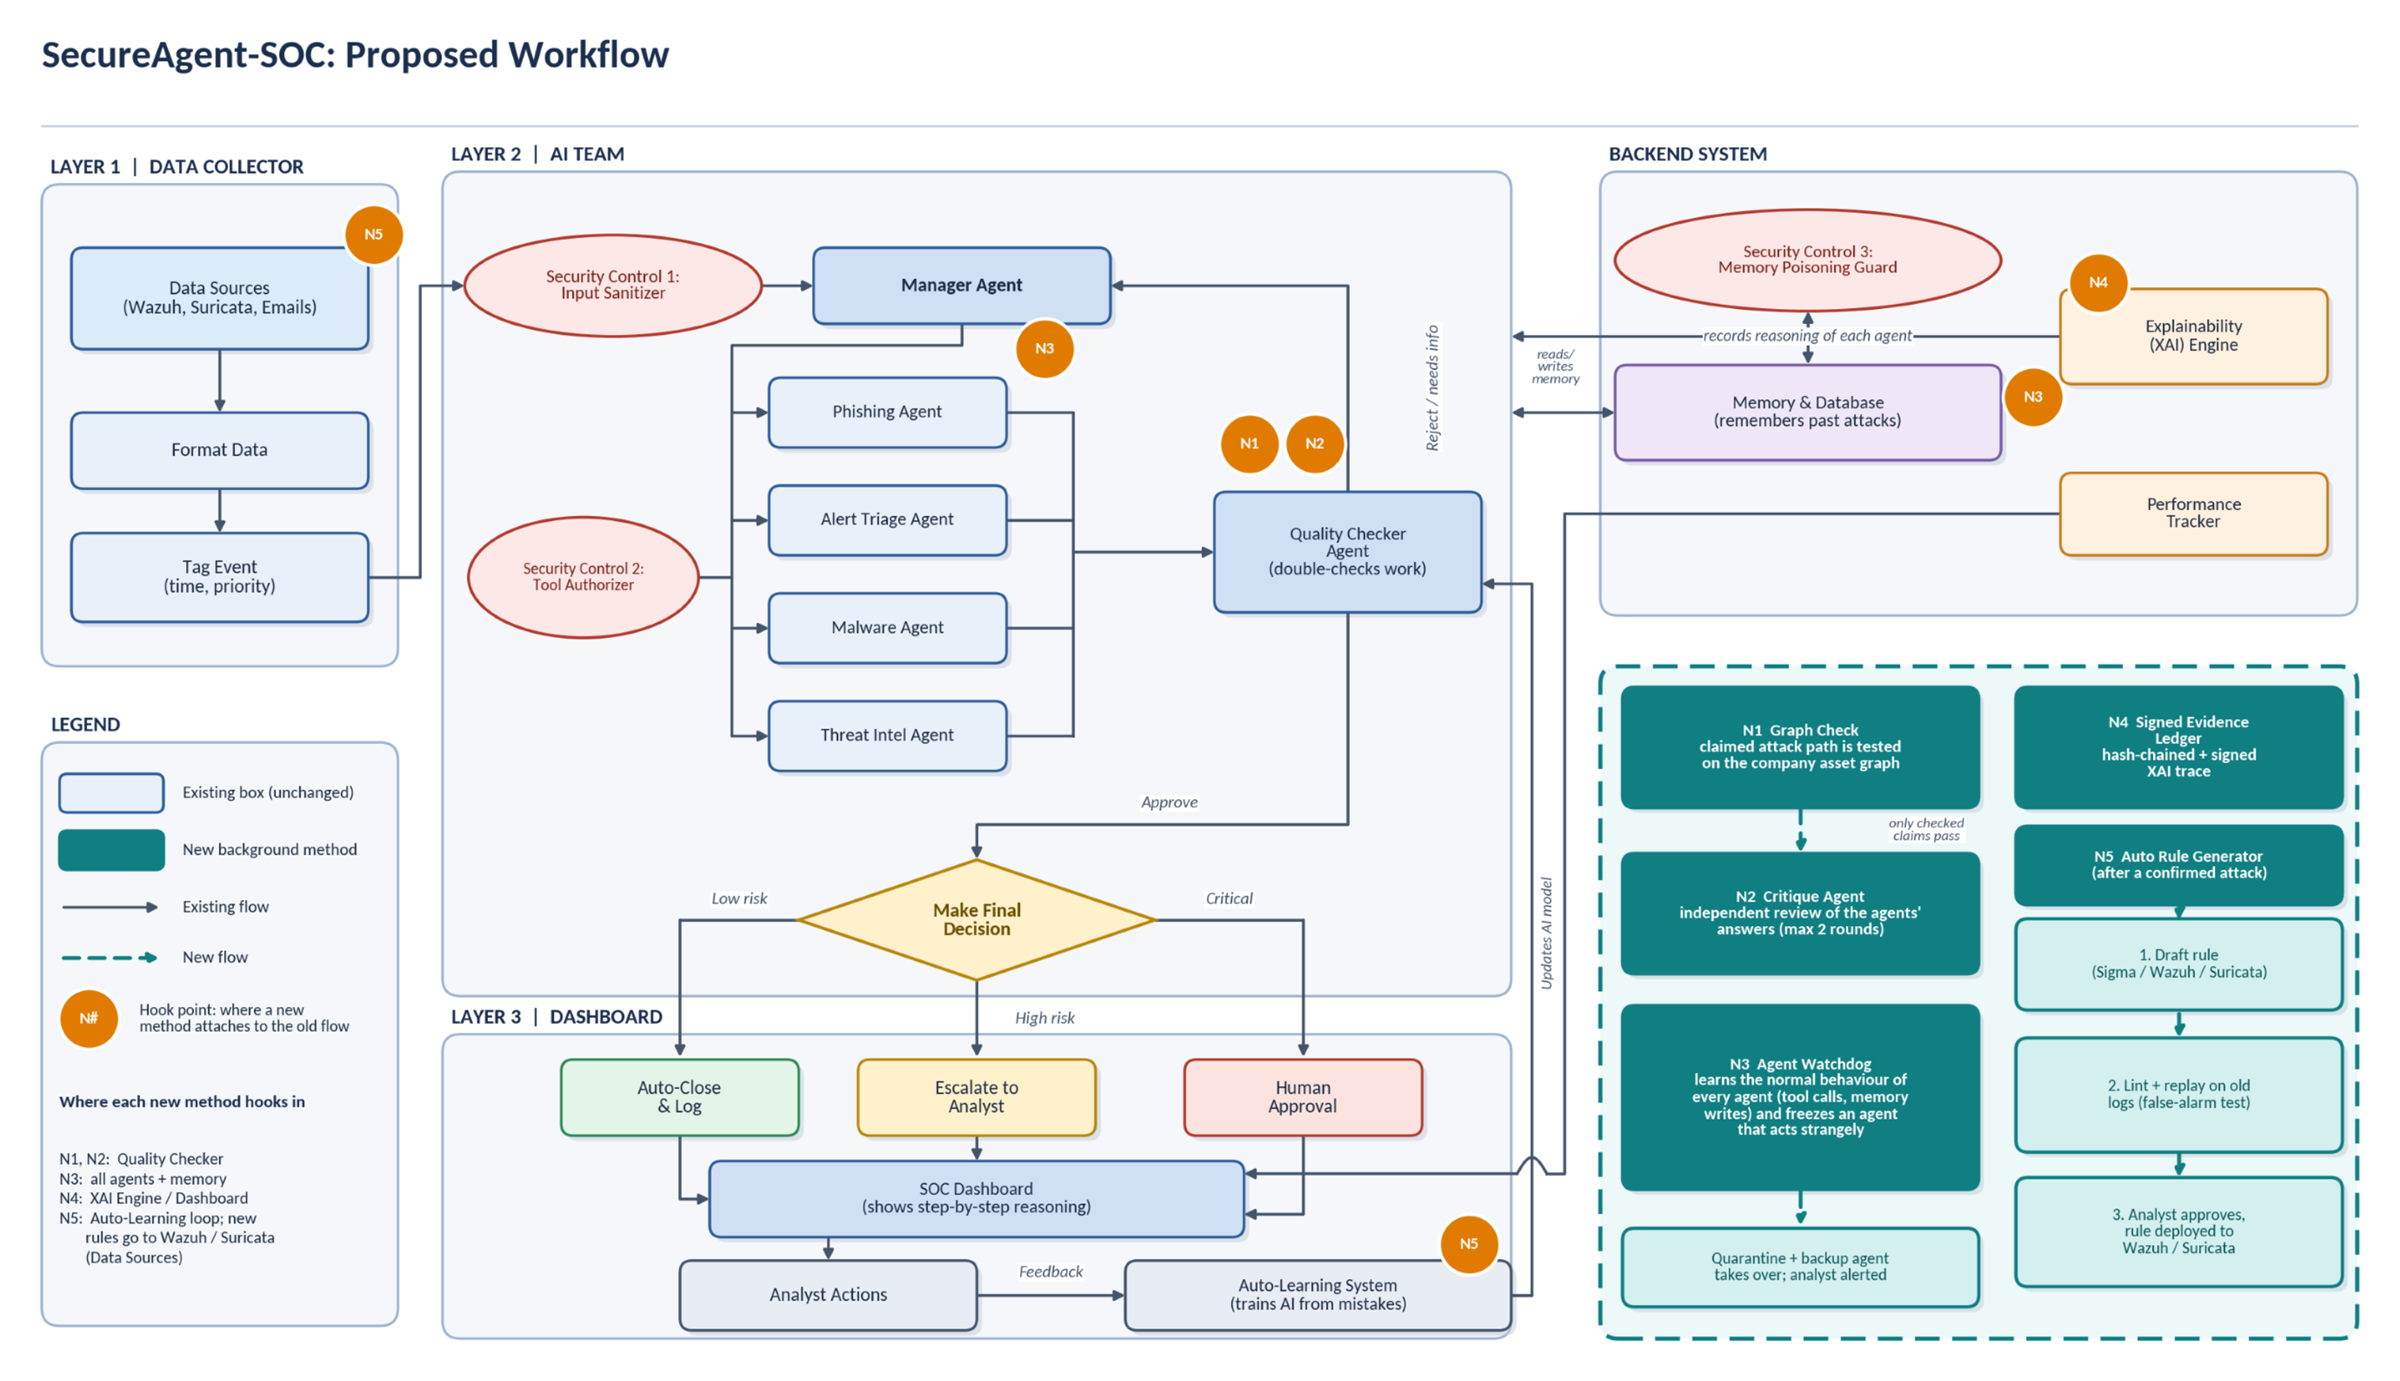 SecureAgent-SOC: Proposed Workflow
LAYER 1 | DATA COLLECTOR
N5
Data Sources
(Wazuh, Suricata, Emails)
Format Data
Tag Event
(time, priority)
LEGEND
Existing box (unchanged)
New background method
Existing flow
New flow
N#
Hook point: where a new
method attaches to the old flow
Where each new method hooks in
N1, N2: Quality Checker
N3: all agents + memory
N4: XAI Engine / Dashboard
N5: Auto-Learning loop; new
rules go to Wazuh / Suricata
(Data Sources)
LAYER 2 | AI TEAM
Security Control 1:
Input Sanitizer
Manager Agent
N3
Phishing Agent
Alert Triage Agent
Security Control 2:
Tool Authorizer
Malware Agent
Threat Intel Agent
N1
N2
Reject / needs info
Quality Checker
Agent
(double-checks work)
Approve
Low risk
Make Final
Decision
Critical
High risk
LAYER 3 | DASHBOARD
Auto-Close
& Log
Escalate to
Analyst
Human
Approval
SOC Dashboard
(shows step-by-step reasoning)
Analyst Actions
Feedback
N5
Auto-Learning System
(trains AI from mistakes)
Updates AI model
BACKEND SYSTEM
Security Control 3:
Memory Poisoning Guard
N4
Explainability
(XAI) Engine
records reasoning of each agent
reads/
writes
memory
Memory & Database
(remembers past attacks)
N3
Performance
Tracker
N1 Graph Check
claimed attack path is tested
on the company asset graph
only checked
claims pass
N2 Critique Agent
independent review of the agents'
answers (max 2 rounds)
N3 Agent Watchdog
learns the normal behaviour of
every agent (tool calls, memory
writes) and freezes an agent
that acts strangely
Quarantine + backup agent
takes over; analyst alerted
N4 Signed Evidence
Ledger
hash-chained + signed
XAI trace
N5 Auto Rule Generator
(after a confirmed attack)
1. Draft rule
(Sigma / Wazuh / Suricata)
2. Lint + replay on old
logs (false-alarm test)
3. Analyst approves,
rule deployed to
Wazuh / Suricata